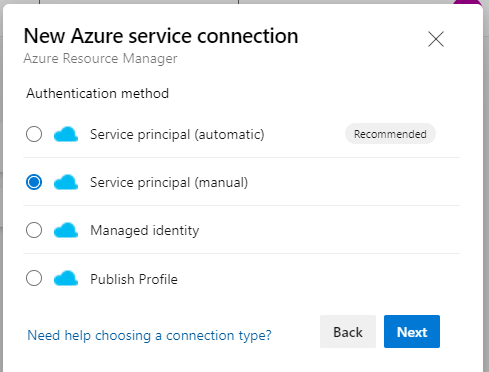 New Azure service connection
Azure Resource Manager
Authentication method
Service principal (automatic)
Recommended
Service principal (manual)
Managed identity
Publish Profile
Need help choosing a connection type?
Back
Next